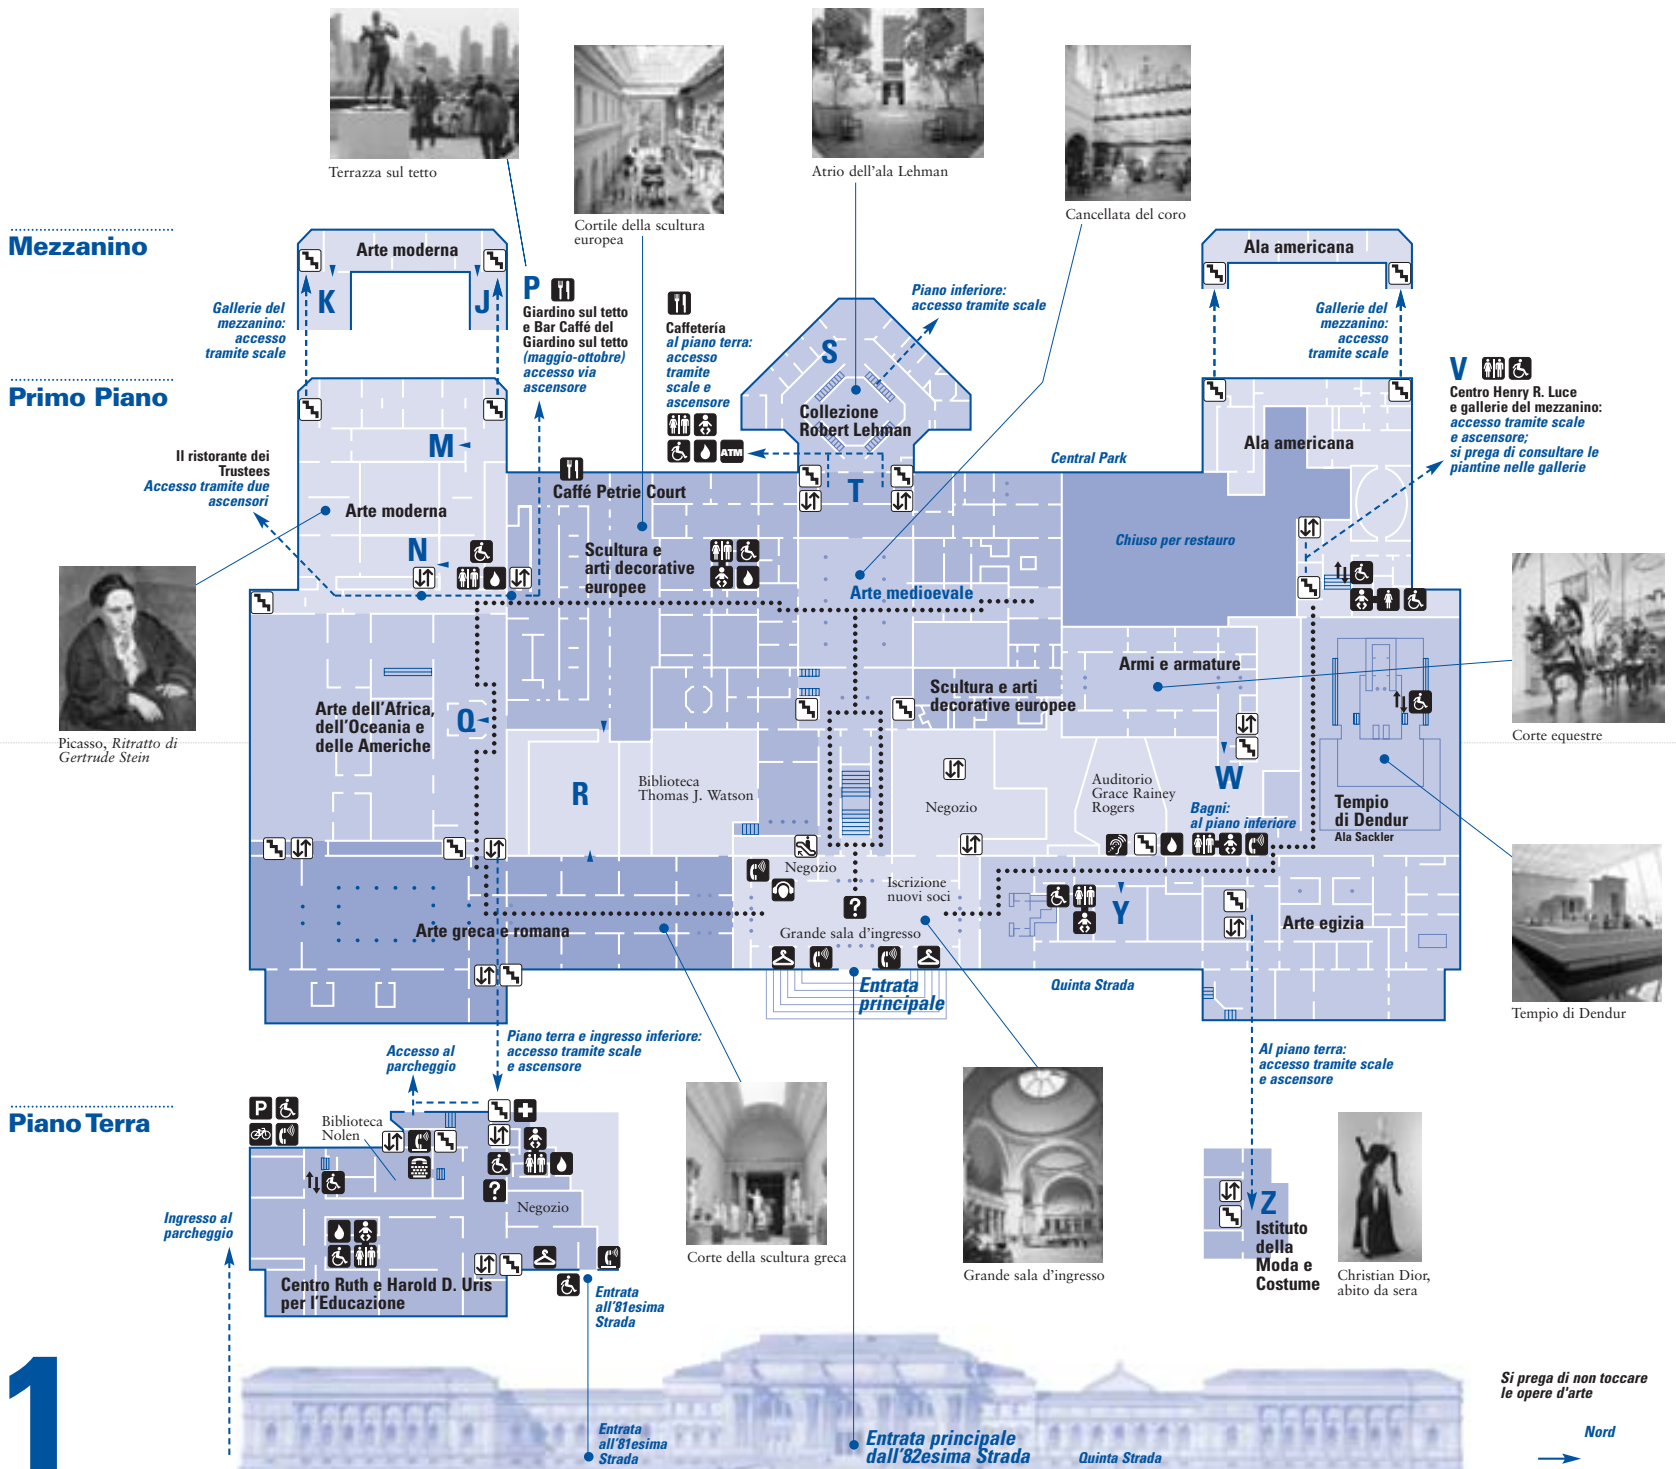 Terrazza sul tetto
Cortile della scultura
europea
Atrio dell'ala Lehman
Cancellata del coro
Mezzanino
Arte moderna
K
J
Gallerie del
mezzanino:
accesso
tramite scale
P
Giardino sul tetto
e Bar Caffé del
Giardino sul tetto
(maggio-ottobre)
accesso via
ascensore
Caffetería
al piano terra:
accesso
tramite
scale e
ascensore
ATM
Piano inferiore:
accesso tramite scale
S
Collezione
Robert Lehman
Ala americana
Gallerie del
mezzanino:
accesso
tramite scale
V
Centro Henry R. Luce
e gallerie del mezzanino:
accesso tramite scale
e ascensore;
si prega di consultare le
piantine nelle gallerie
Primo Piano
M
Il ristorante dei
Trustees
Accesso tramite due
ascensori
Arte moderna
N
Caffé Petrie Court
Scultura e
arti decorative
europee
T
Central Park
Arte medioevale
Ala americana
Chiuso per restauro
Picasso, Ritratto di
Gertrude Stein
Arte dell'Africa,
dell'Oceania e
delle Americhe
Q
R
Biblioteca
Thomas J. Watson
Scultura e arti
decorative europee
Armi e armature
Corte equestre
W
Negozio
Auditorio
Grace Rainey
Rogers
Bagni:
al piano inferiore
Tempio
di Dendur
Ala Sackler
Negozio
Iscrizione
nuovi soci
?
Grande sala d'ingresso
Arte greca e romana
Y
Arte egizia
Entrata
principale
Quinta Strada
Tempio di Dendur
Piano terra e ingresso inferiore:
accesso tramite scale
e ascensore
Accesso al
parcheggio
Al piano terra:
accesso tramite scale
e ascensore
Piano Terra
P
Biblioteca
Nolen
?
Negozio
Ingresso al
parcheggio
Centro Ruth e Harold D. Uris
per l'Educazione
Entrata
all'81esima
Strada
Corte della scultura greca
Grande sala d'ingresso
Z
Istituto
della
Moda e
Costume
Christian Dior,
abito da sera
1
Entrata
all'81esima
Strada
Entrata principale
dall'82esima Strada
Quinta Strada
Si prega di non toccare
le opere d'arte
Nord